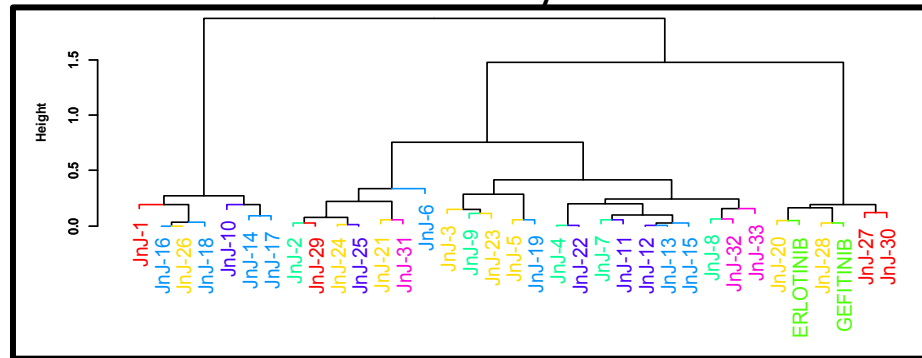 Height
1.5
1.0
0.5
0.0
JnJ-1
JnJ-16
JnJ-26
JnJ-18
JnJ-10
JnJ-14
JnJ-17
JnJ-2
JnJ-29
JnJ-24
JnJ-25
JnJ-21
JnJ-31
JnJ-6
JnJ-3
JnJ-9
JnJ-23
JnJ-5
JnJ-19
JnJ-4
JnJ-22
JnJ-7
JnJ-11
JnJ-12
JnJ-13
JnJ-15
JnJ-8
JnJ-32
JnJ-33
JnJ-20
ERLOTINIB
JnJ-28
GEFITINIB
JnJ-27
JnJ-30